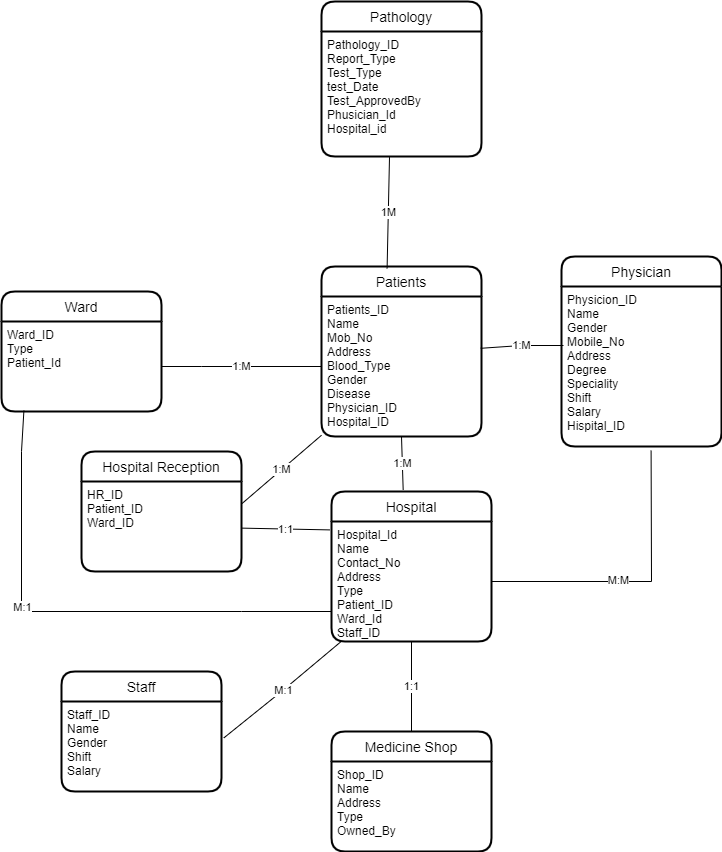 Pathology
Pathology_ID
Report_Type
Test_Type
test_Date
Test_ApprovedBy
Phusician_Id
Hospital_id
1M
Patients
Patients_ID
Name
Mob_No
Address
Blood_Type
Gender
Disease
Physician_ID
Hospital_ID
Physician
Physicion_ID
Name
Gender
Mobile_No
Address
Degree
Speciality
Shift
Salary
Hispital_ID
Ward
Ward_ID
Type
Patient_Id
1:M
1:M
Hospital Reception
HR_ID
Patient_ID
Ward_ID
1:M
1:M
1:1
Hospital
Hospital_Id
Name
Contact_No
Address
Type
Patient_ID
Ward_Id
Staff_ID
M:M
M:1
Staff
Staff_ID
Name
Gender
Shift
Salary
M:1
1:1
Medicine Shop
Shop_ID
Name
Address
Type
Owned_By